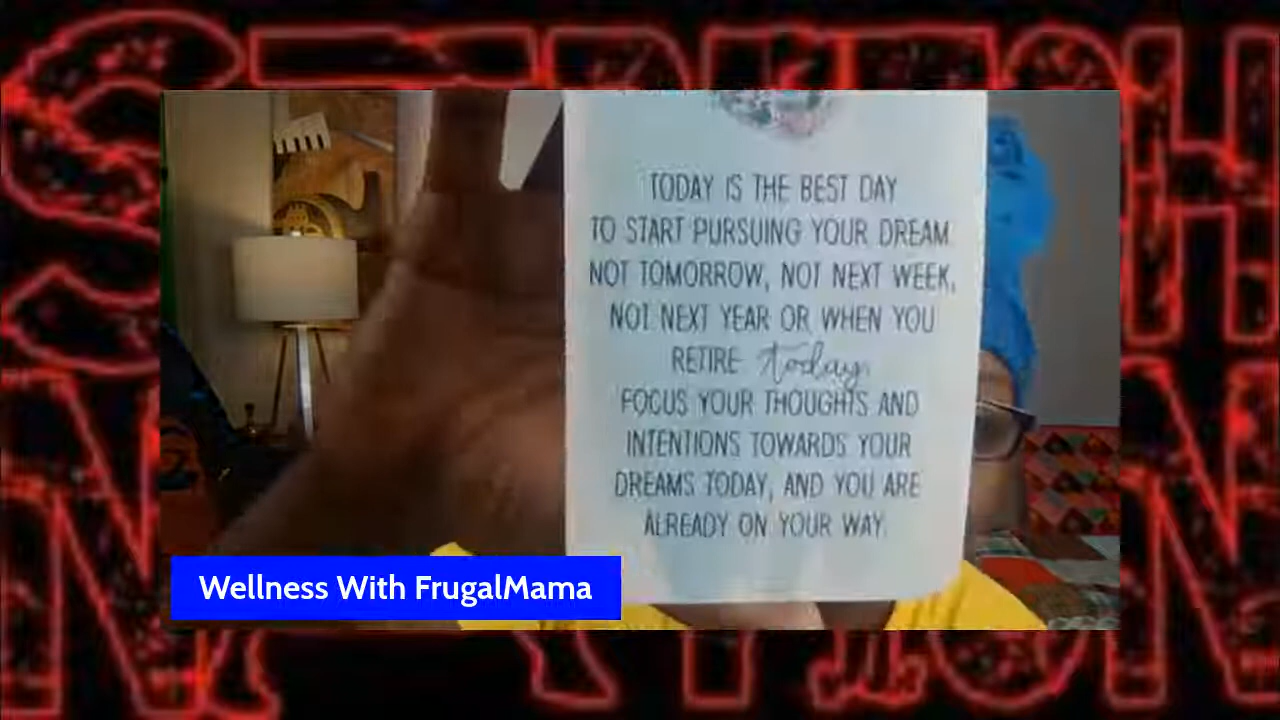 TODAY IS THE BEST DAY
TO START PURSUING YOUR DREAM.
NOT TOMORROW, NOT NEXT WEEK,
NOT NEXT YEAR OR WHEN YOU
RETIRE today.
FOCUS YOUR THOUGHTS AND
INTENTIONS TOWARDS YOUR
DREAMS TODAY, AND YOU ARE
ALREADY ON YOUR WAY.
Wellness With FrugalMama